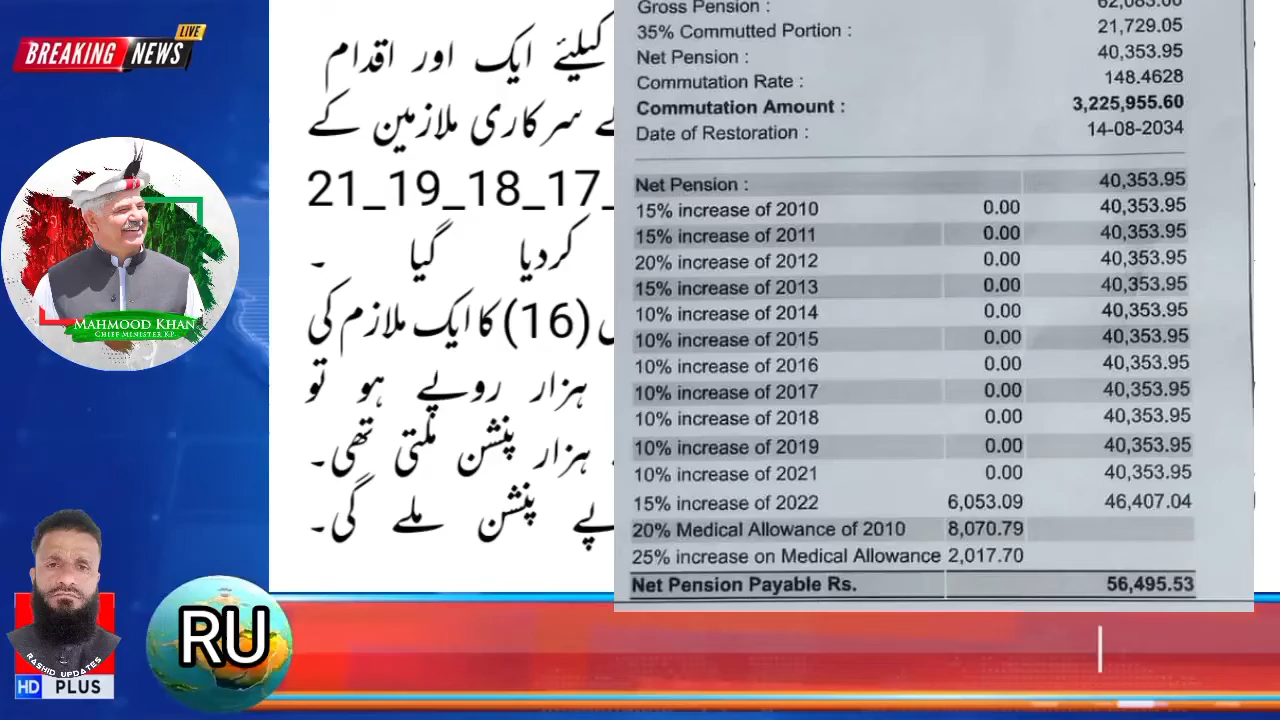 LIVE
BREAKING NEWS
MAHMOOD KHAN
CHIEF MINISTER KP
RASHID UPDATES
HD PLUS
RU
کیلئے ایک اور اقدام
سرکاری ملازمین کے
21_19_18_17_
کردیا گیا ۔
(16) کا ایک ملازم کی
ہزار روپے ہو تو
ہزار پنشن ملتی تھی۔
پنشن ملے گی۔
Gross Pension : 62,083.00
35% Committed Portion : 21,729.05
Net Pension : 40,353.95
Commutation Rate : 148.4628
Commutation Amount : 3,225,955.60
Date of Restoration : 14-08-2034
Net Pension : 40,353.95
15% increase of 2010 0.00 40,353.95
15% increase of 2011 0.00 40,353.95
20% increase of 2012 0.00 40,353.95
15% increase of 2013 0.00 40,353.95
10% increase of 2014 0.00 40,353.95
10% increase of 2015 0.00 40,353.95
10% increase of 2016 0.00 40,353.95
10% increase of 2017 0.00 40,353.95
10% increase of 2018 0.00 40,353.95
10% increase of 2019 0.00 40,353.95
10% increase of 2021 0.00 40,353.95
15% increase of 2022 6,053.09 46,407.04
20% Medical Allowance of 2010 8,070.79
25% increase on Medical Allowance 2,017.70
Net Pension Payable Rs. 56,495.53